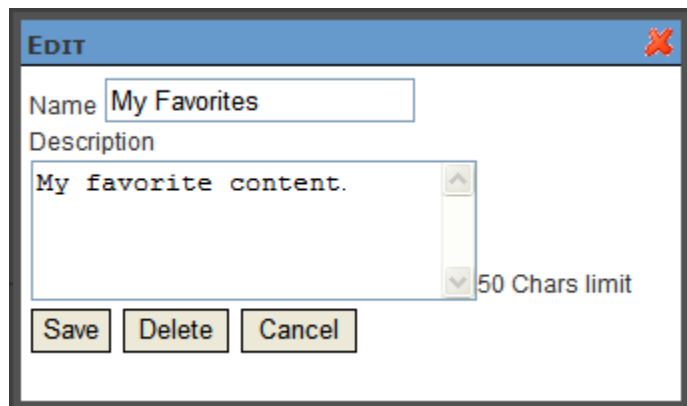 EDIT
Name My Favorites
Description
My favorite content.
50 Chars limit
Save Delete Cancel